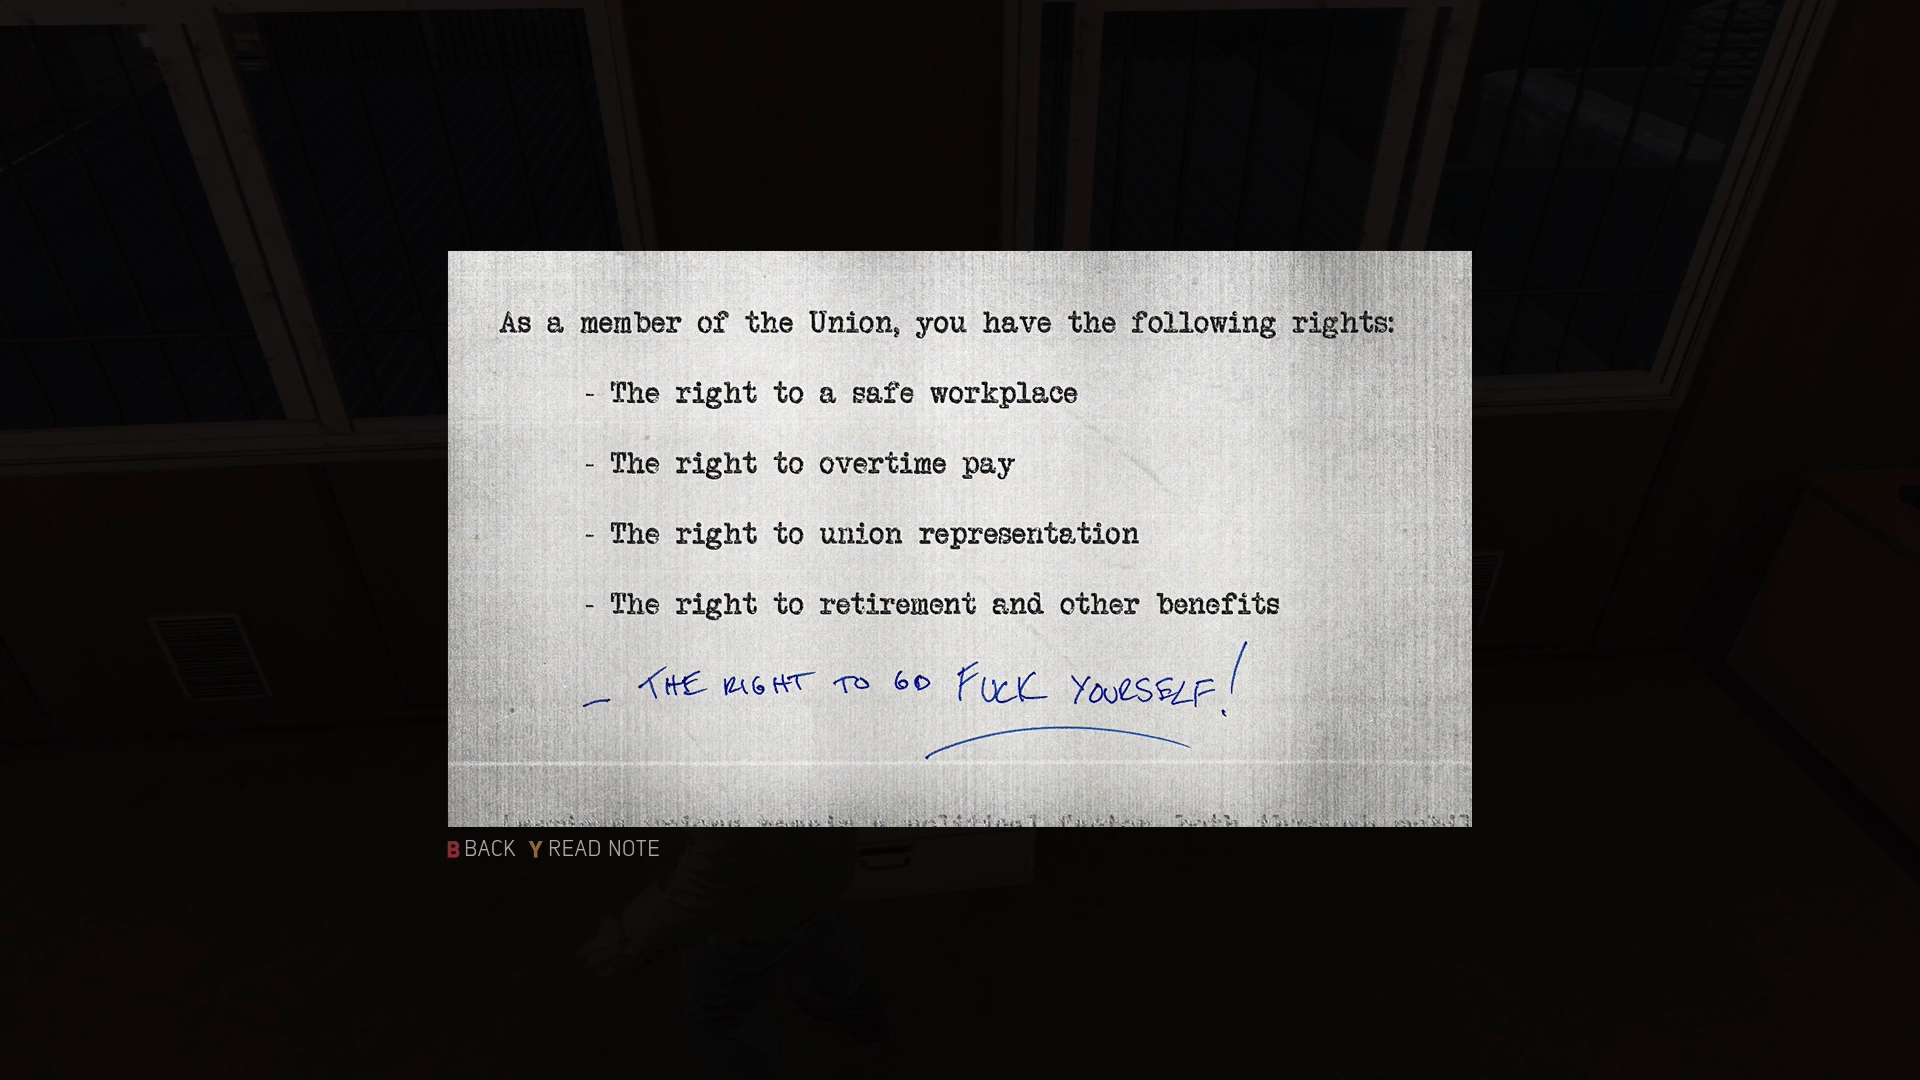 As a member of the Union, you have the following rights:
- The right to a safe workplace
- The right to overtime pay
- The right to union representation
- The right to retirement and other benefits
- THE RIGHT TO GO FUCK YOURSELF!
B BACK Y READ NOTE